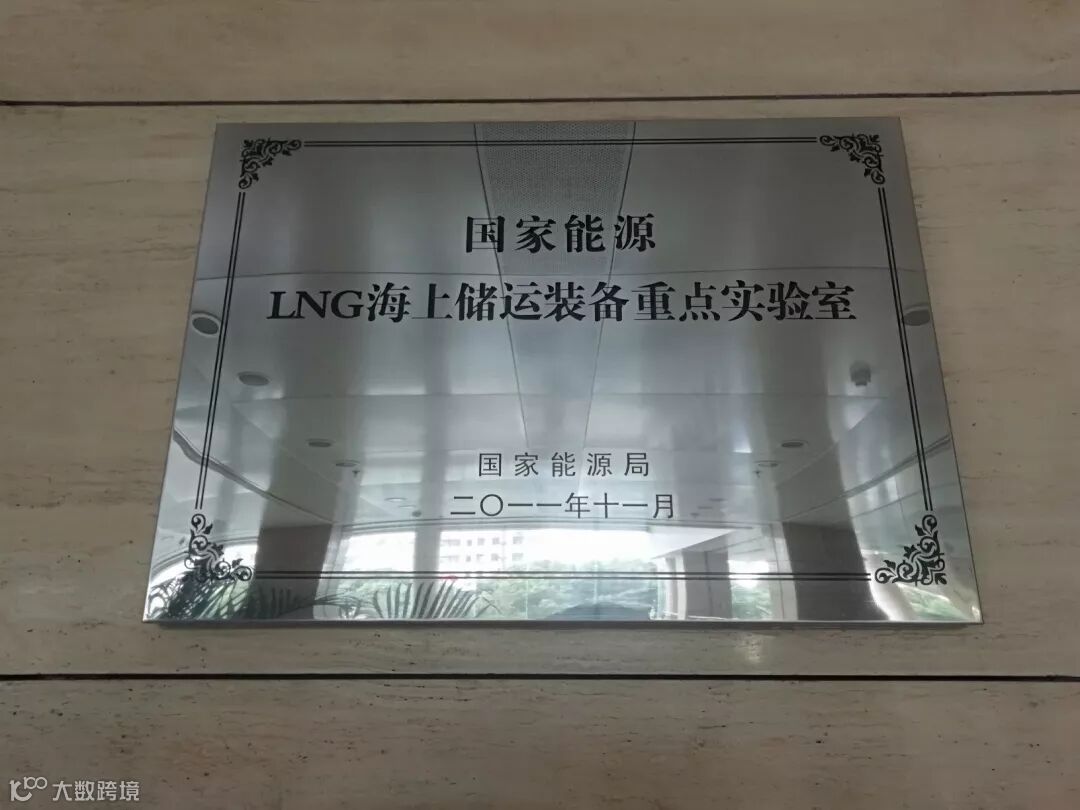 国家能源
LNG海上储运装备重点实验室
国家能源局
二〇一一年十一月
大数跨境